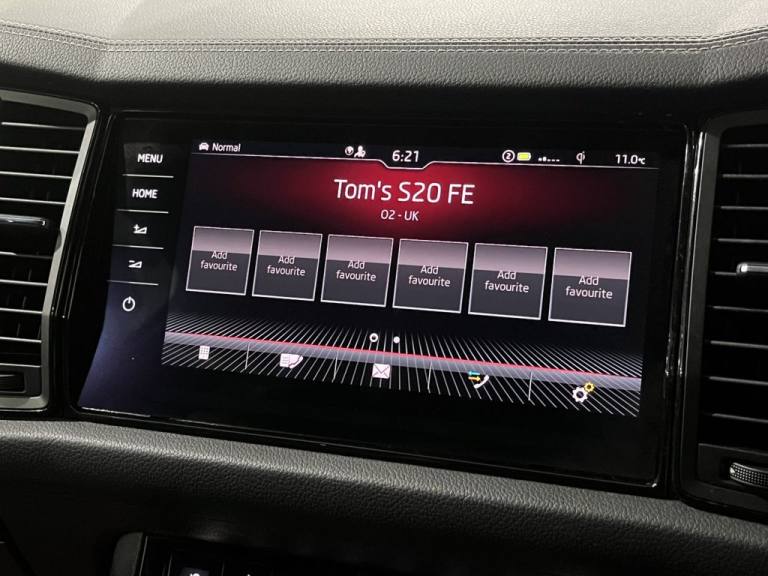 Normal
6:21
2
11.0°C
MENU
HOME
Tom's S20 FE
O2 - UK
Add
favourite
Add
favourite
Add
favourite
Add
favourite
Add
favourite
Add
favourite